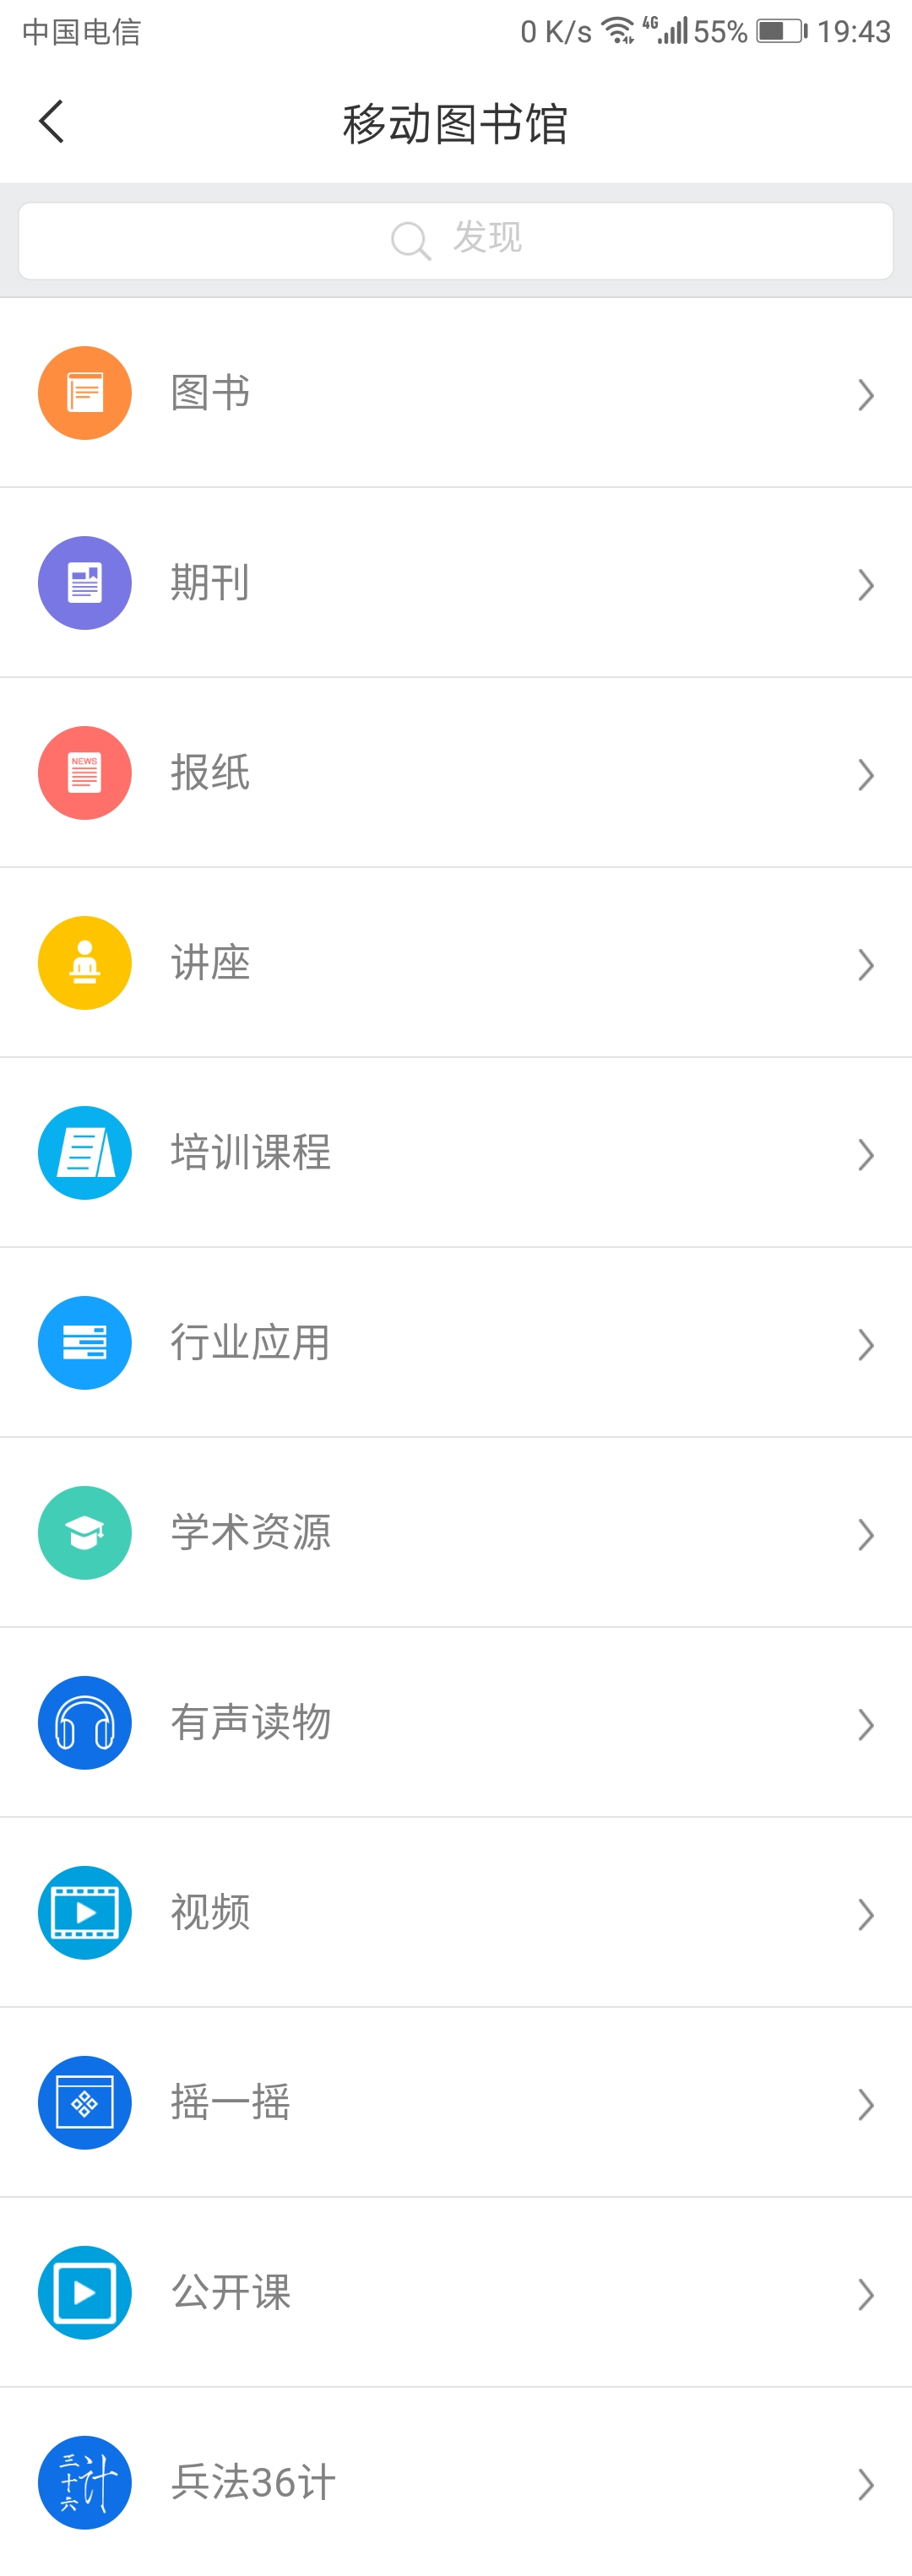 中国电信 0 K/s 4G 55% 19:43
移动图书馆
发现
图书
期刊
NEWS
报纸
讲座
培训课程
行业应用
学术资源
有声读物
视频
摇一摇
公开课
三十六计
兵法36计